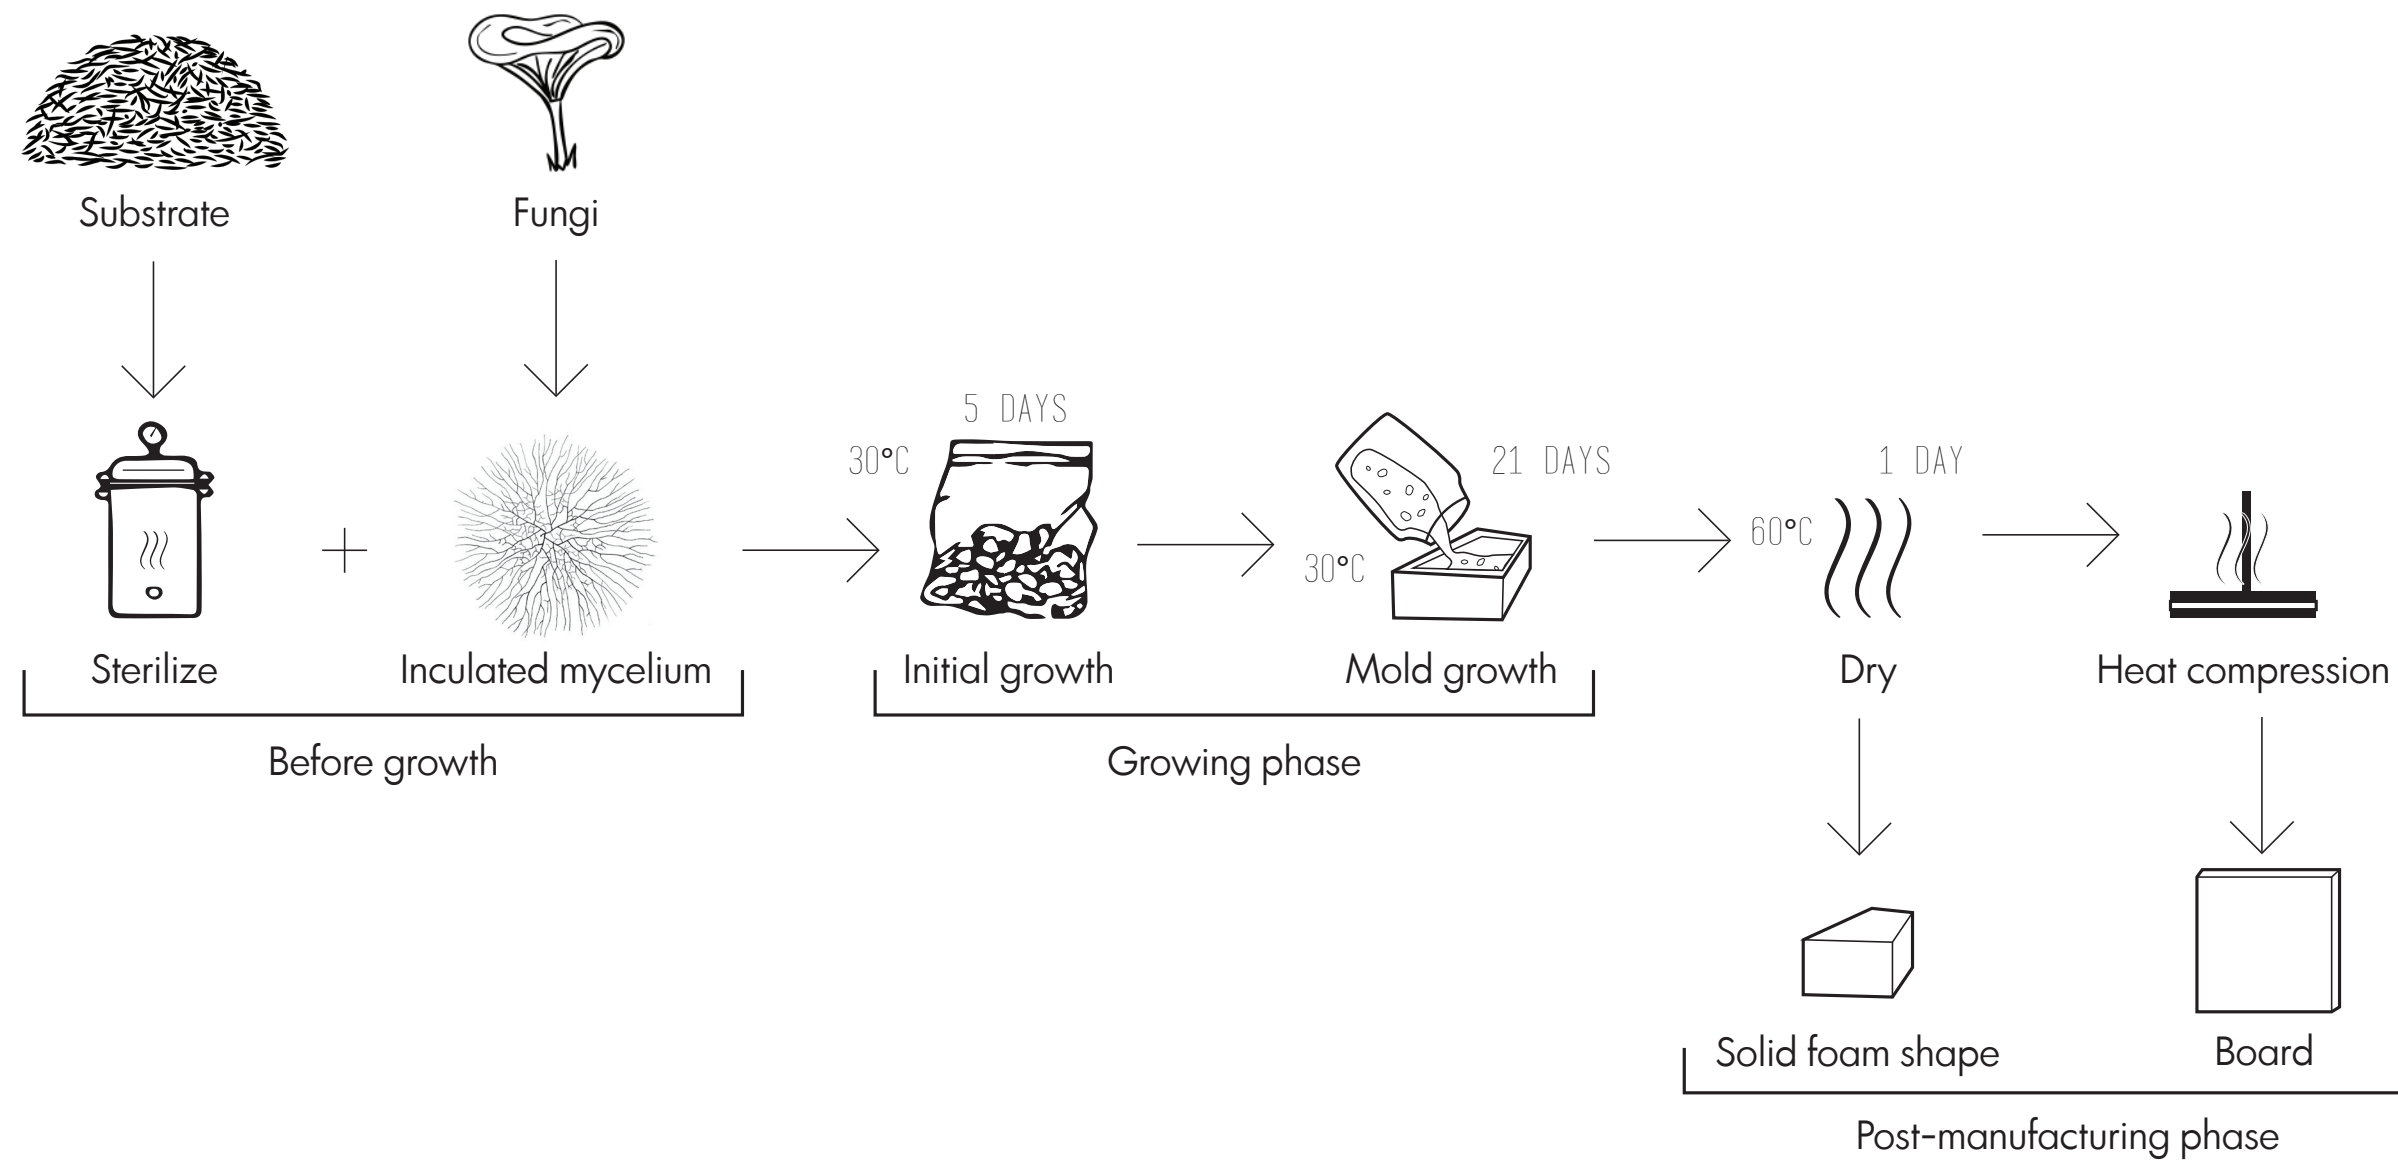 Substrate
Fungi
5 DAYS
30°C
21 DAYS
30°C
1 DAY
60°C
Sterilize
+
Inculated mycelium
Initial growth
Mold growth
Dry
Heat compression
Before growth
Growing phase
Solid foam shape
Board
Post-manufacturing phase